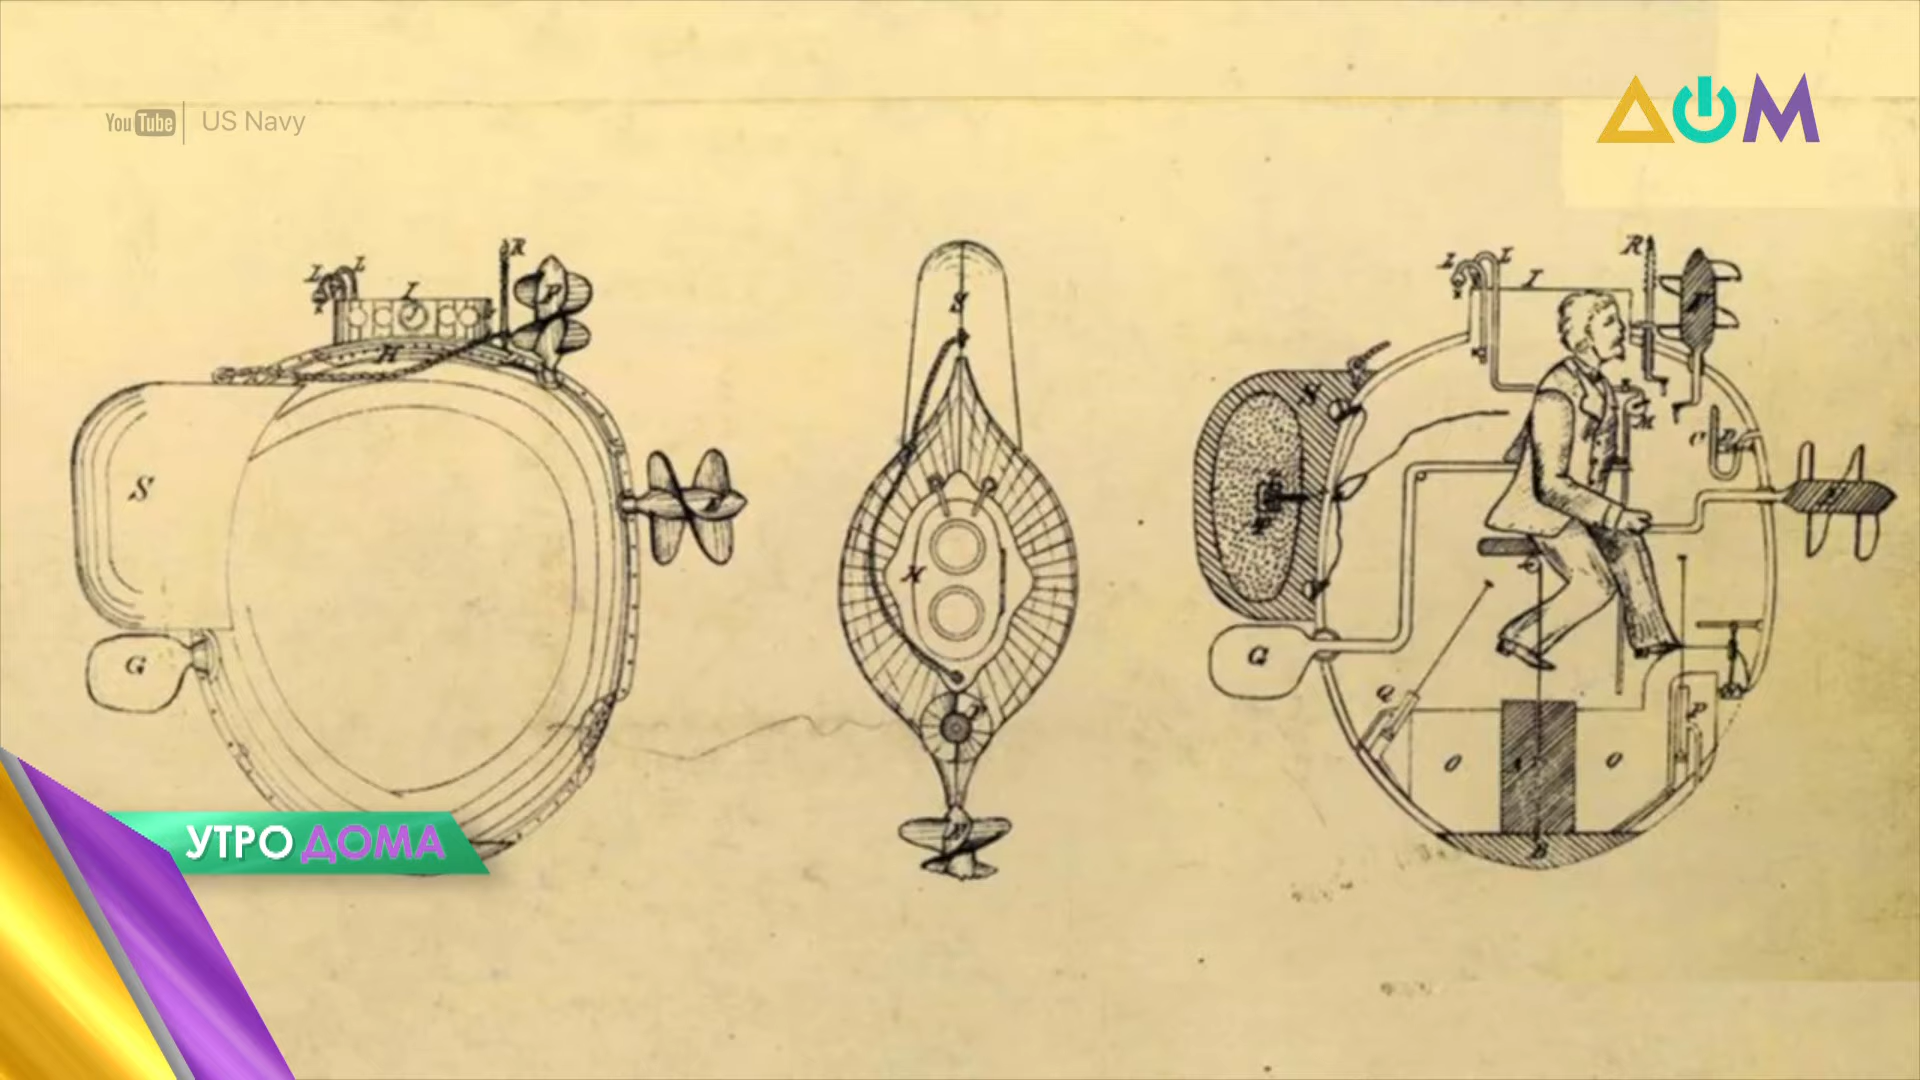 YouTube | US Navy
ДОМ
L L I R P
H
S
G
S
M
L L I R
M
C
G
Q
P
O O
B
УТРО ДОМА